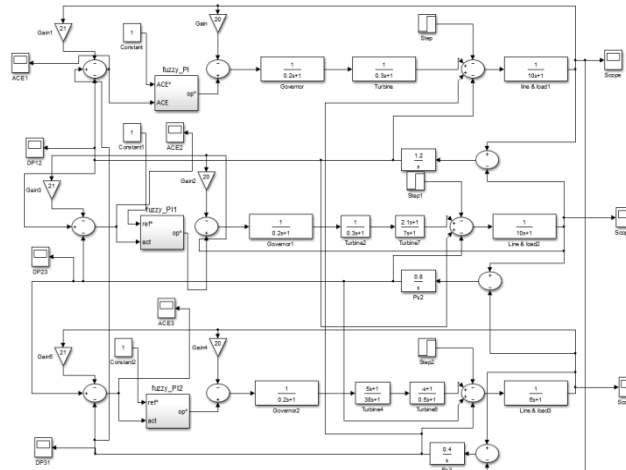 21
Gain1
1
Constant
Gain
20
Step
ACE1
fuzzy_PI
ACE*
ACE
op*
1
0.2s+1
Governor
1
0.3s+1
Turbine
1
10s+1
line & load1
Scope
DP12
1
Constant1
ACE2
1.2
s
Step1
21
Gain3
Gain2
20
fuzzy_PI1
ref*
act
op*
1
0.2s+1
Governor1
1
0.3s+1
Turbine2
2.1s+1
7s+1
Turbine7
1
10s+1
Line & load2
DP23
0.8
s
Ps2
ACE3
21
Gain5
1
Constant2
Gain4
20
Step2
fuzzy_PI2
ref*
act
op*
1
0.2s+1
Governor2
5s+1
38s+1
Turbine4
-s+1
0.5s+1
1
6s+1
Line & load3
DP31
0.4
s